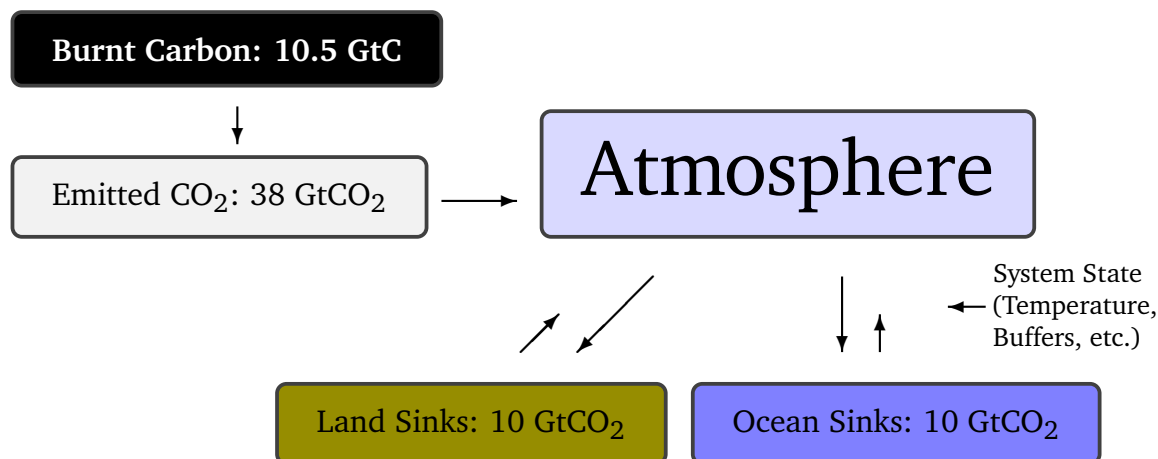 Burnt Carbon: 10.5 GtC
Emitted CO₂: 38 GtCO₂
Atmosphere
System State
(Temperature,
Buffers, etc.)
Land Sinks: 10 GtCO₂
Ocean Sinks: 10 GtCO₂